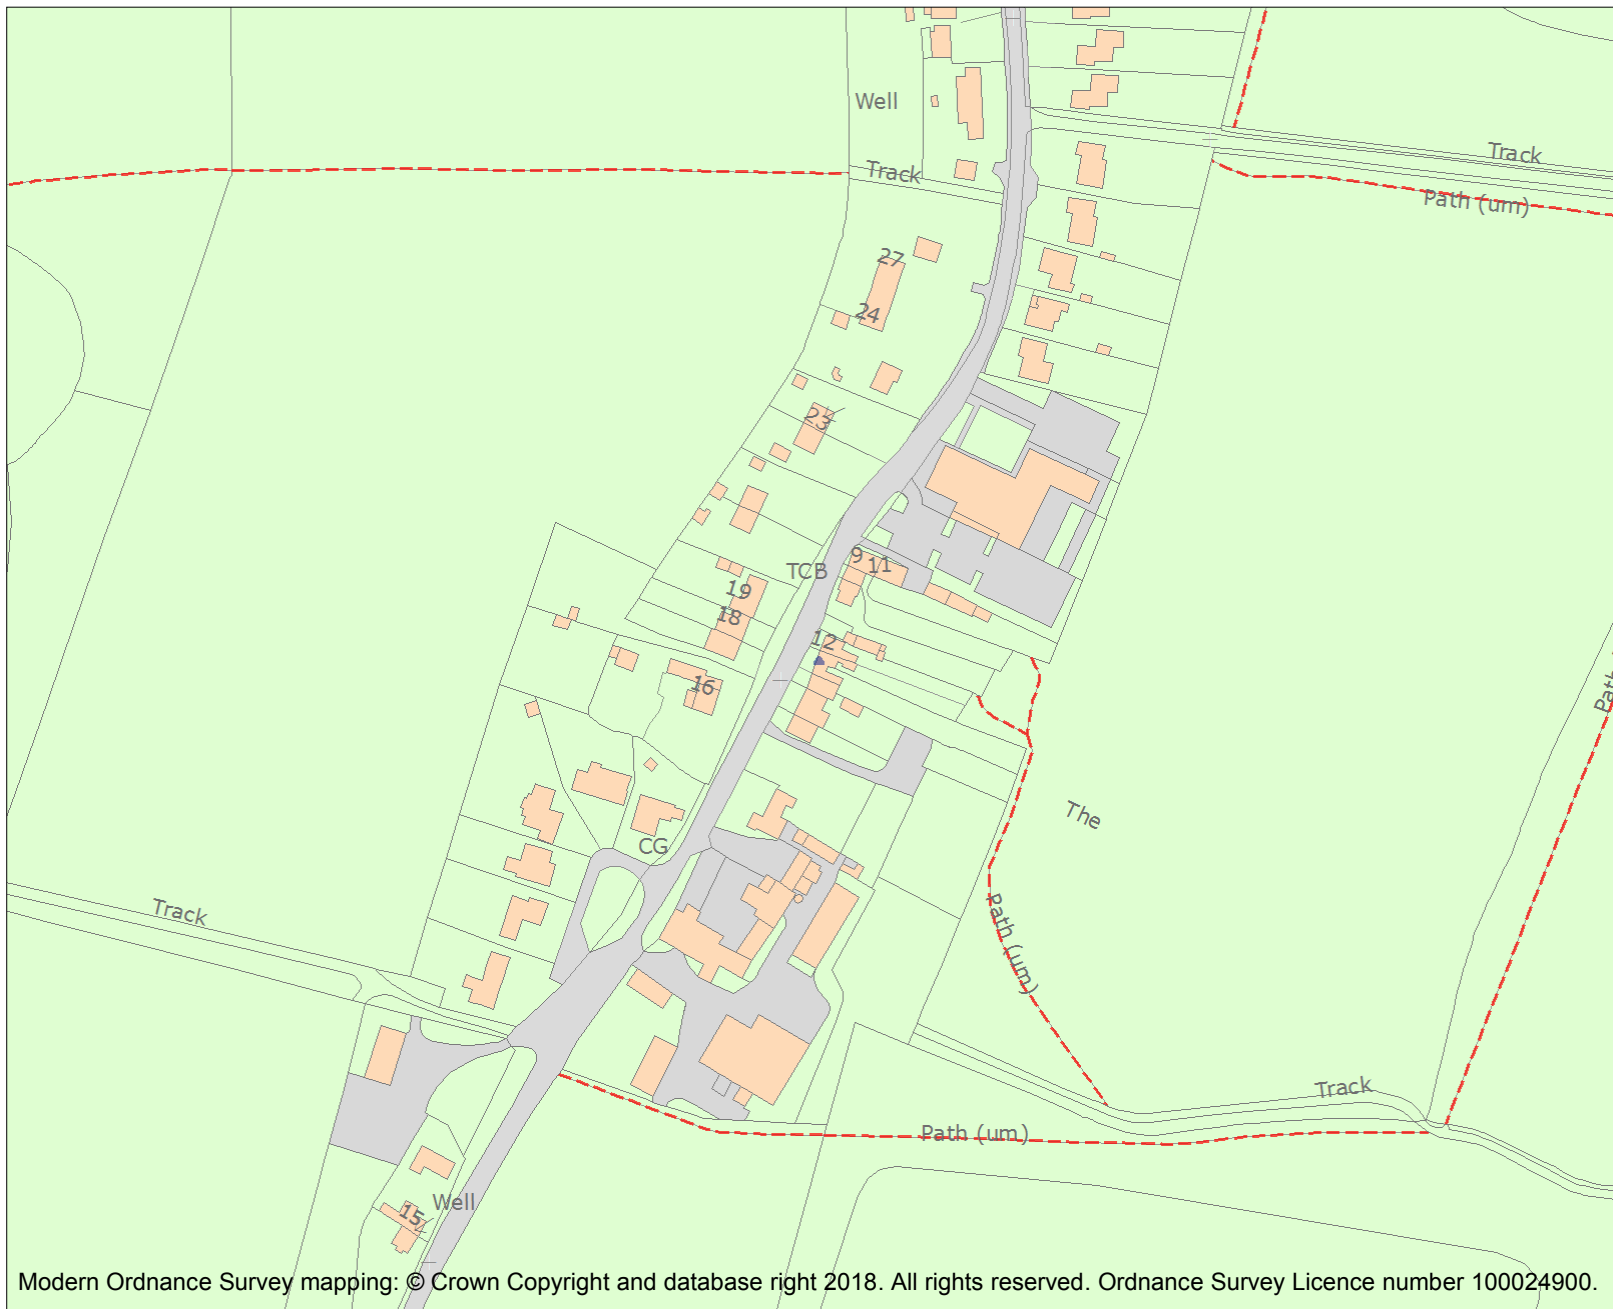 Well
Track
Track
Path (um)
27
24
23
TCB
9
11
19
18
12
16
The
CG
Path (um)
Track
Track
Path (um)
Well
15
Modern Ordnance Survey mapping: © Crown Copyright and database right 2018. All rights reserved. Ordnance Survey Licence number 100024900.